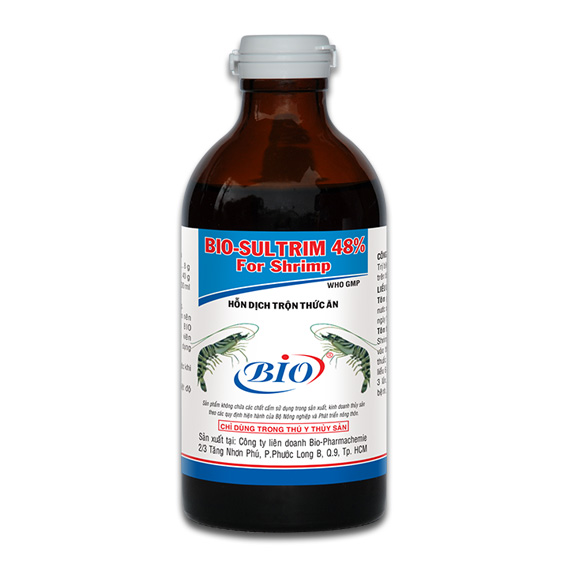 BIO-SULTRIM 48%
For Shrimp
WHO GMP
HỖN DỊCH TRỘN THỨC ĂN
BIO®
Sản phẩm không chứa các chất cấm sử dụng trong sản xuất, kinh doanh thủy sản
theo các quy định hiện hành của Bộ Nông nghiệp và Phát triển nông thôn.
CHỈ DÙNG TRONG THÚ Y THỦY SẢN
Sản xuất tại: Công ty liên doanh Bio-Pharmachemie
2/3 Tăng Nhơn Phú, P.Phước Long B, Q.9, Tp. HCM